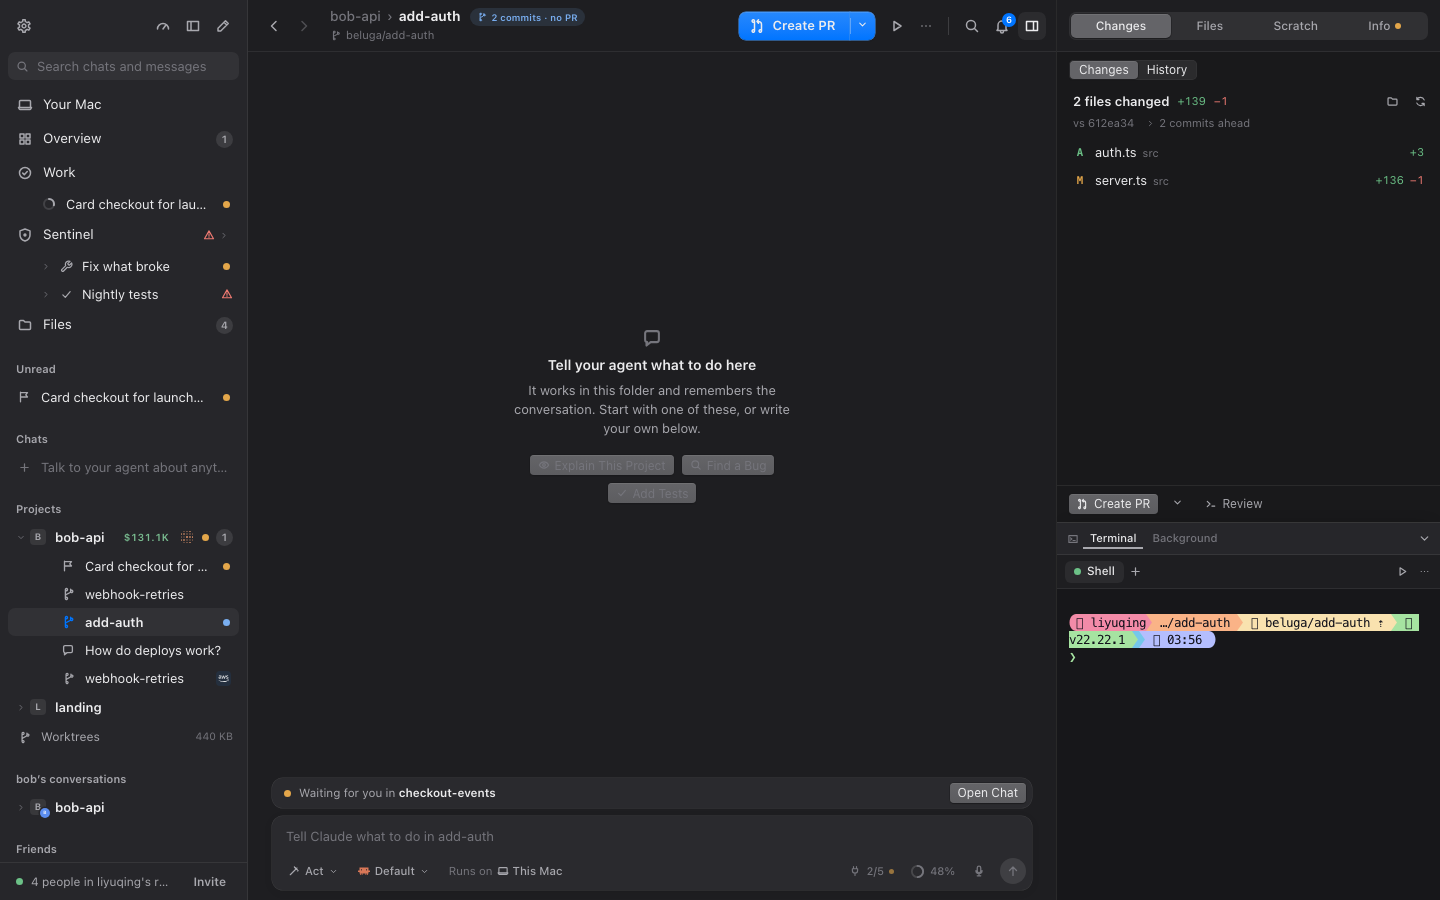 Search chats and messages
Your Mac
Overview 1
Work
Card checkout for lau...
Sentinel
Fix what broke
Nightly tests
Files 4
Unread
Card checkout for launch...
Chats
Talk to your agent about anyt...
Projects
B bob-api $131.1K 1
Card checkout for ...
webhook-retries
add-auth
How do deploys work?
webhook-retries aws
L landing
Worktrees 440 KB
bob's conversations
B bob-api
Friends
4 people in liyuqing's r... Invite
bob-api › add-auth 2 commits · no PR
beluga/add-auth
Create PR
6
Tell your agent what to do here
It works in this folder and remembers the
conversation. Start with one of these, or write
your own below.
Explain This Project Find a Bug
Add Tests
Waiting for you in checkout-events Open Chat
Tell Claude what to do in add-auth
Act Default Runs on This Mac 2/5 48%
Changes Files Scratch Info
Changes History
2 files changed +139 −1
vs 612ea34 › 2 commits ahead
A auth.ts src +3
M server.ts src +136 −1
Create PR Review
Terminal Background
Shell
liyuqing …/add-auth beluga/add-auth ⇡
v22.22.1 03:56
❯